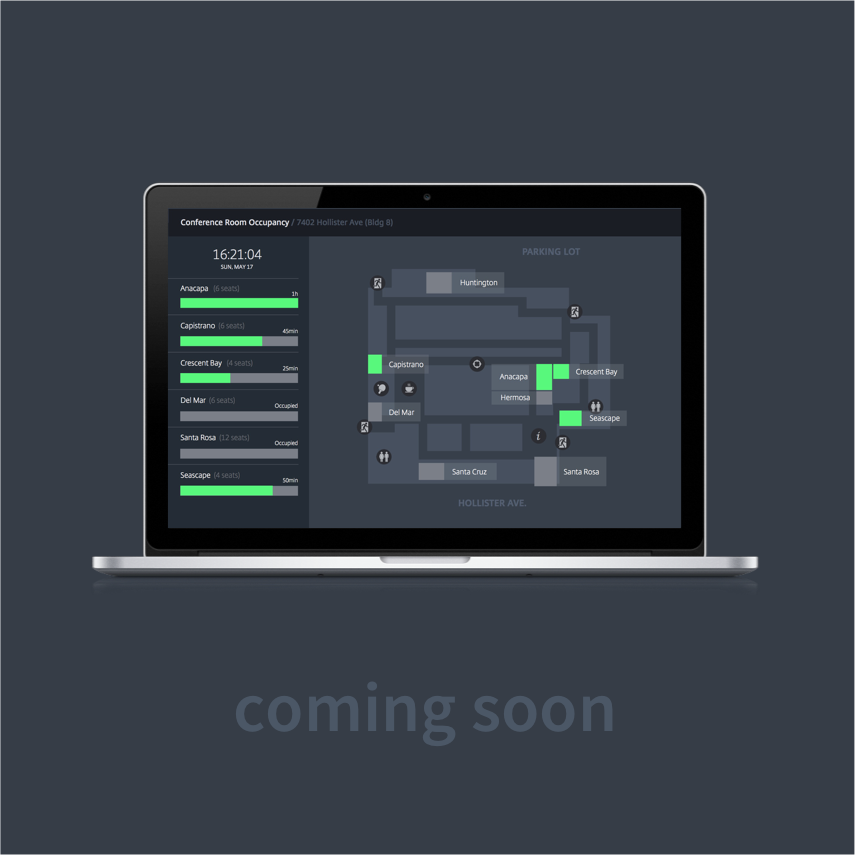 Conference Room Occupancy / 7402 Hollister Ave (Bldg 8)
16:21:04
SUN, MAY 17
Anacapa (6 seats)
1h
Capistrano (6 seats)
45min
Crescent Bay (4 seats)
25min
Del Mar (6 seats)
Occupied
Santa Rosa (12 seats)
Occupied
Seascape (4 seats)
50min
PARKING LOT
Huntington
Capistrano
Anacapa
Crescent Bay
Hermosa
Del Mar
Seascape
i
Santa Cruz
Santa Rosa
HOLLISTER AVE.
coming soon